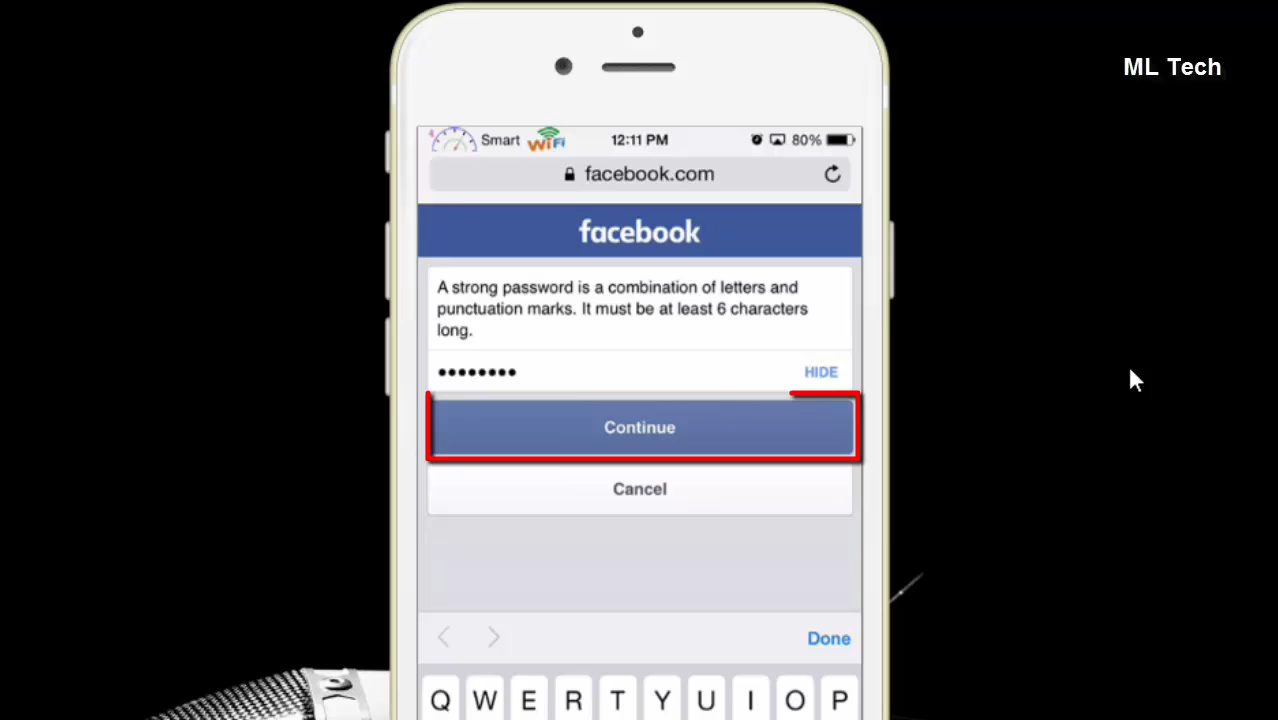 ML Tech
4 Smart WiFi 12:11 PM 80%
facebook.com
facebook
A strong password is a combination of letters and
punctuation marks. It must be at least 6 characters
long.
•••••••• HIDE
Continue
Cancel
Done
Q W E R T Y U I O P